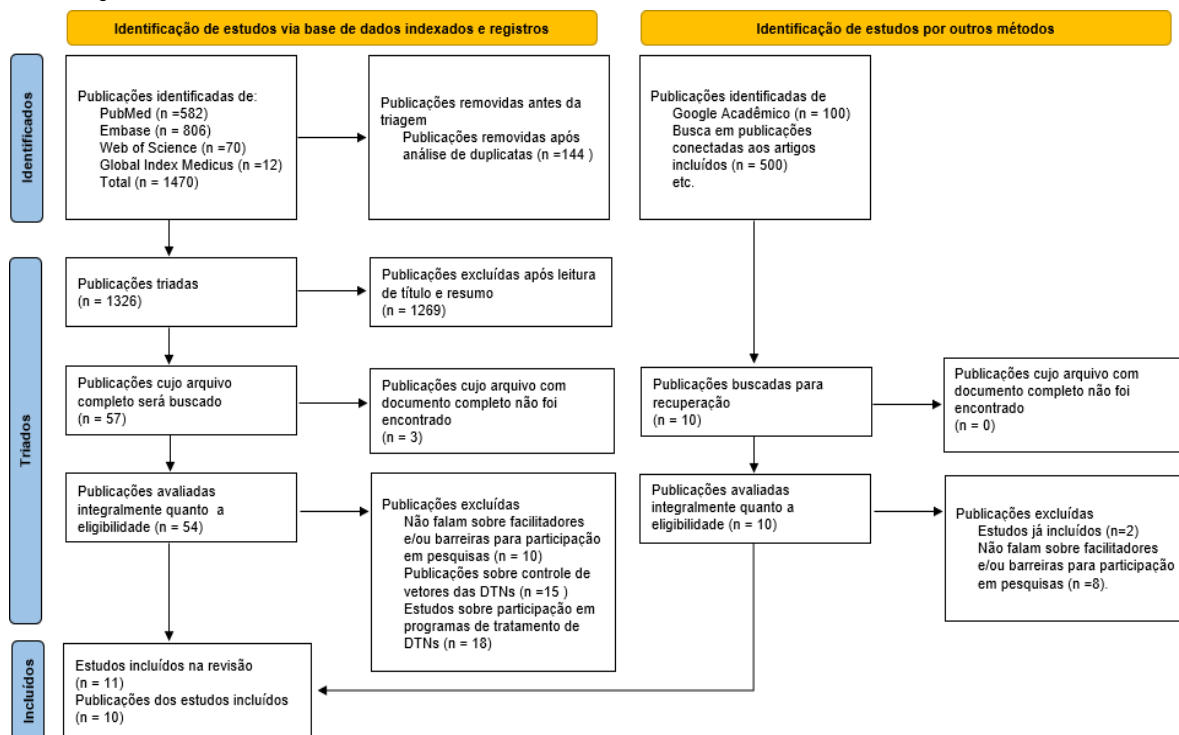 Identificação de estudos via base de dados indexados e registros
Identificação de estudos por outros métodos
Identificados
Publicações identificadas de:
PubMed (n =582)
Embase (n = 806)
Web of Science (n =70)
Global Index Medicus (n =12)
Total (n = 1470)
Publicações removidas antes da
triagem
Publicações removidas após
análise de duplicatas (n =144 )
Publicações identificadas de
Google Acadêmico (n = 100)
Busca em publicações
conectadas aos artigos
incluídos (n = 500)
etc.
Triados
Publicações triadas
(n = 1326)
Publicações excluídas após leitura
de título e resumo
(n = 1269)
Publicações cujo arquivo
completo será buscado
(n = 57)
Publicações cujo arquivo com
documento completo não foi
encontrado
(n = 3)
Publicações buscadas para
recuperação
(n = 10)
Publicações cujo arquivo com
documento completo não foi
encontrado
(n = 0)
Publicações avaliadas
integralmente quanto a
eligibilidade (n = 54)
Publicações excluídas
Não falam sobre facilitadores
e/ou barreiras para participação
em pesquisas (n = 10)
Publicações sobre controle de
vetores das DTNs (n =15 )
Estudos sobre participação em
programas de tratamento de
DTNs (n = 18)
Publicações avaliadas
integralmente quanto a
eligibilidade (n = 10)
Publicações excluídas
Estudos já incluídos (n=2)
Não falam sobre facilitadores
e/ou barreiras para participação
em pesquisas (n =8).
Incluídos
Estudos incluídos na revisão
(n = 11)
Publicações dos estudos incluídos
(n = 10)